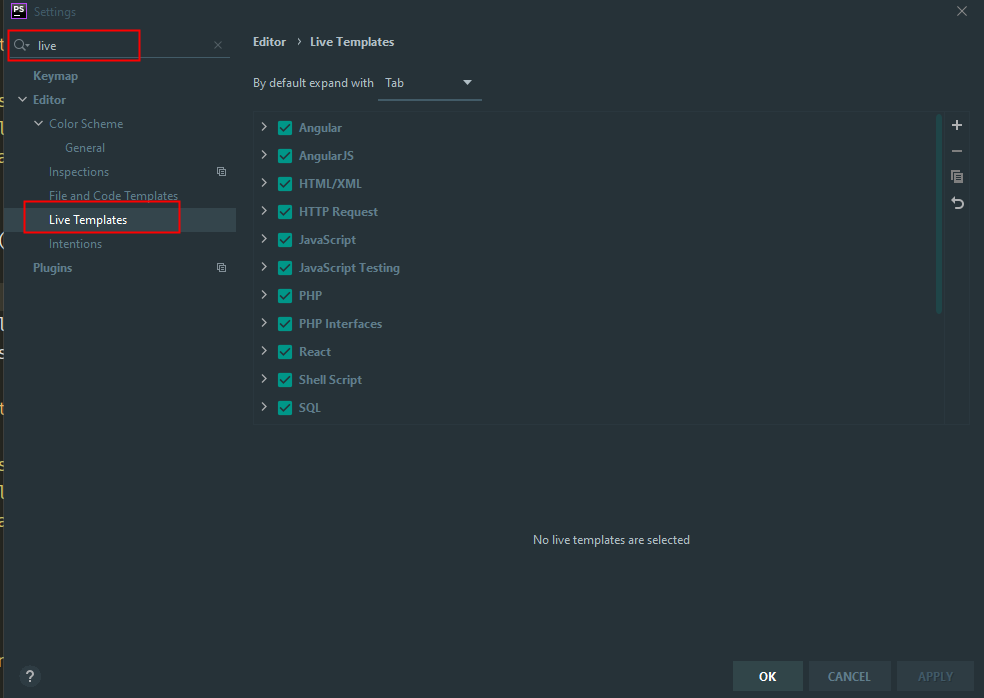 PS
Settings
live
Keymap
Editor
Color Scheme
General
Inspections
File and Code Templates
Live Templates
Intentions
Plugins
Editor › Live Templates
By default expand with Tab
Angular
AngularJS
HTML/XML
HTTP Request
JavaScript
JavaScript Testing
PHP
PHP Interfaces
React
Shell Script
SQL
No live templates are selected
?
OK CANCEL APPLY